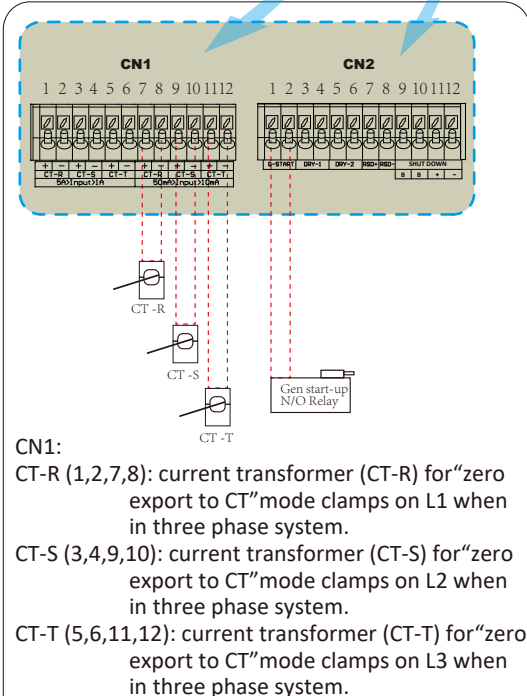 CN1 CN2
1 2 3 4 5 6 7 8 9 10 11 12 1 2 3 4 5 6 7 8 9 10 11 12
+ - + - + - + - + - + - G-START DRY-1 DRY-2 RSD+ RSD- SHUT DOWN
CT-R CT-S CT-T CT-R CT-S CT-T B B + -
5A>Input>1A 50mA>Input>10mA
CT -R
CT -S
CT -T
Gen start-up
N/O Relay
CN1:
CT-R (1,2,7,8): current transformer (CT-R) for“zero
export to CT”mode clamps on L1 when
in three phase system.
CT-S (3,4,9,10): current transformer (CT-S) for“zero
export to CT”mode clamps on L2 when
in three phase system.
CT-T (5,6,11,12): current transformer (CT-T) for“zero
export to CT”mode clamps on L3 when
in three phase system.